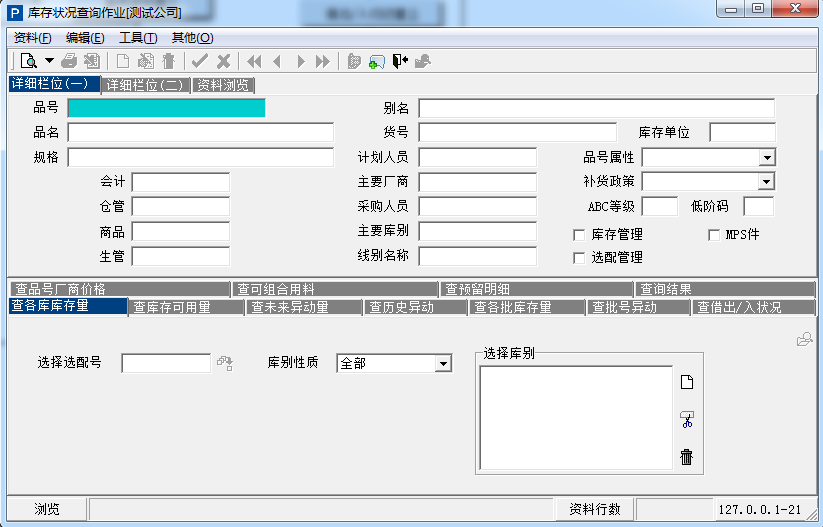 库存状况查询作业[测试公司]
资料(F) 编辑(E) 工具(T) 其他(O)
详细栏位(一) 详细栏位(二) 资料浏览
品号 别名
品名 货号 库存单位
规格 计划人员 品号属性
会计 主要厂商 补货政策
仓管 采购人员 ABC等级 低阶码
商品 主要库别 库存管理 MPS件
生管 线别名称 选配管理
查品号厂商价格 查可组合用料 查预留明细 查询结果
查各库库存量 查库存可用量 查未来异动量 查历史异动 查各批库存量 查批号异动 查借出/入状况
选择选配号 库别性质 全部 选择库别
浏览 资料行数 127.0.0.1-21